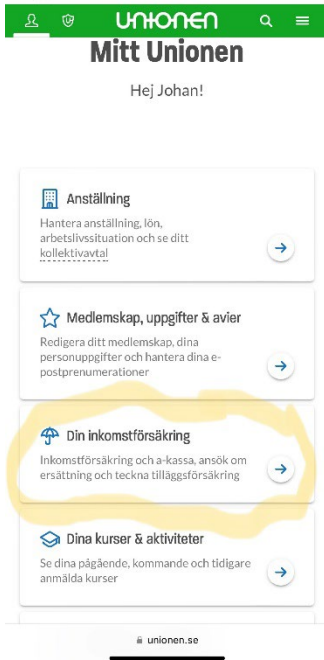 unionen
Mitt Unionen
Hej Johan!
Anställning
Hantera anställning, lön,
arbetslivssituation och se ditt
kollektivavtal
Medlemskap, uppgifter & avier
Redigera ditt medlemskap, dina
personuppgifter och hantera dina e-
postprenumerationer
Din inkomstförsäkring
Inkomstförsäkring och a-kassa, ansök om
ersättning och teckna tilläggsförsäkring
Dina kurser & aktiviteter
Se dina pågående, kommande och tidigare
anmälda kurser
unionen.se